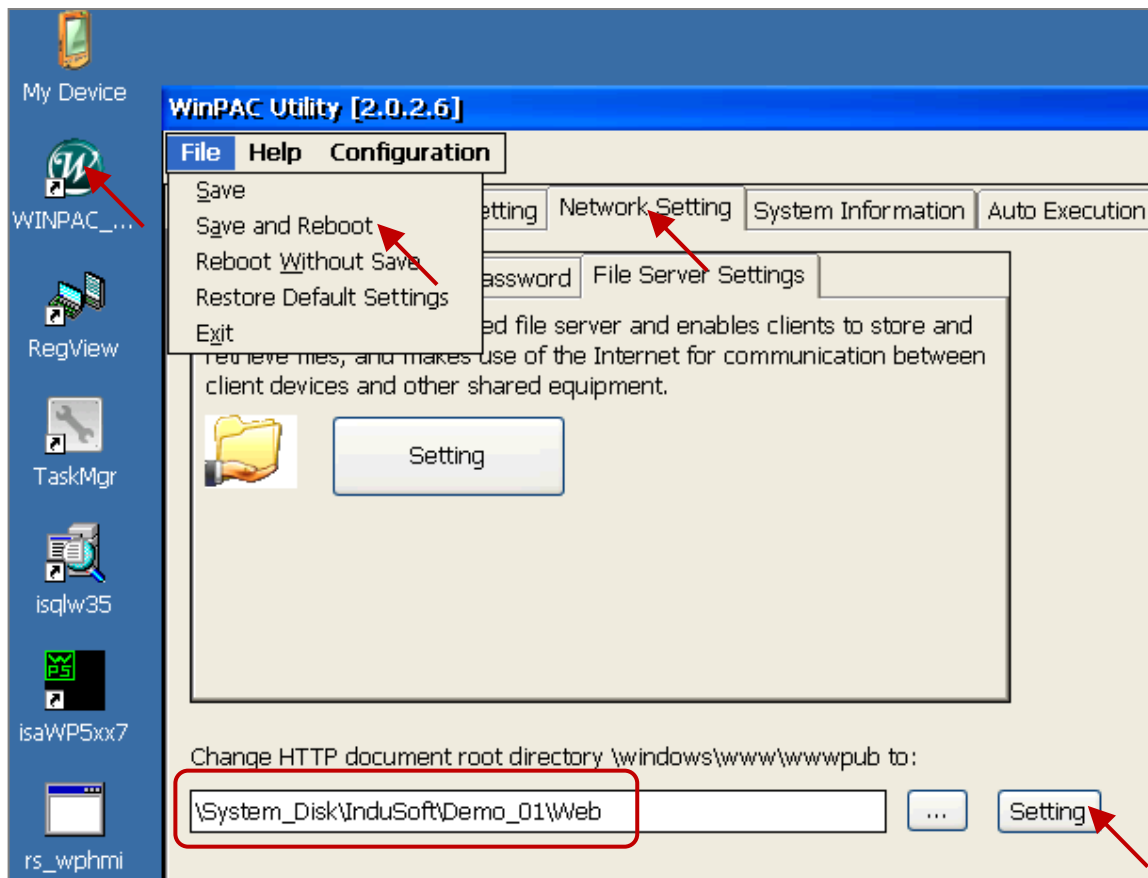 My Device
WINPAC_...
RegView
TaskMgr
isqlw35
WPS
isaWP5xx7
rs_wphmi
WinPAC Utility [2.0.2.6]
File Help Configuration
Save
Save and Reboot
Reboot Without Save
Restore Default Settings
Exit
etting Network Setting System Information Auto Execution
assword File Server Settings
ed file server and enables clients to store and
retrieve files, and makes use of the Internet for communication between
client devices and other shared equipment.
Setting
Change HTTP document root directory \windows\www\wwwpub to:
\System_Disk\InduSoft\Demo_01\Web ... Setting